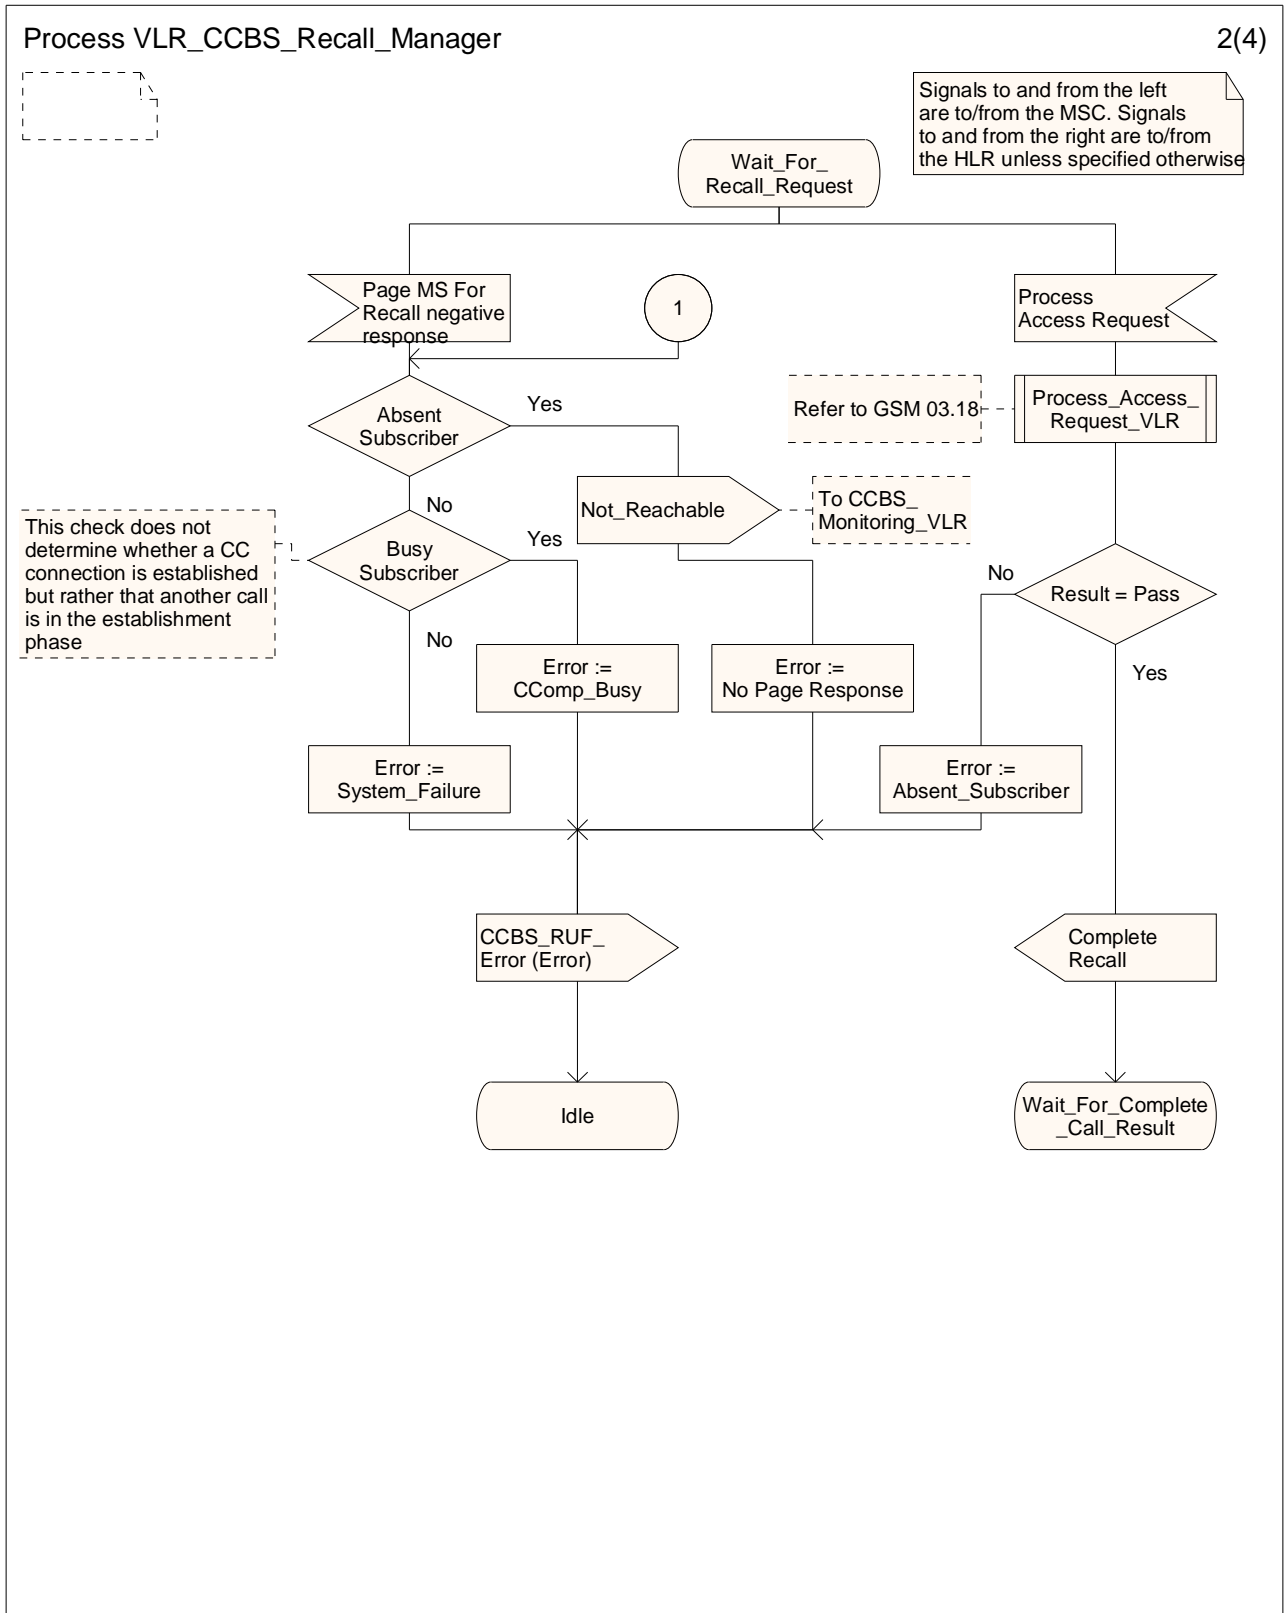 Process VLR_CCBS_Recall_Manager
2(4)
Signals to and from the left
are to/from the MSC. Signals
to and from the right are to/from
the HLR unless specified otherwise
Wait_For_
Recall_Request
Page MS For
Recall negative
response
1
Process
Access Request
Absent
Subscriber
Yes
Refer to GSM 03.18
Process_Access_
Request_VLR
No
Not_Reachable
To CCBS_
Monitoring_VLR
This check does not
determine whether a CC
connection is established
but rather that another call
is in the establishment
phase
Busy
Subscriber
Yes
No
No
Result = Pass
Yes
Error :=
CComp_Busy
Error :=
No Page Response
Error :=
System_Failure
Error :=
Absent_Subscriber
CCBS_RUF_
Error (Error)
Complete
Recall
Idle
Wait_For_Complete
_Call_Result